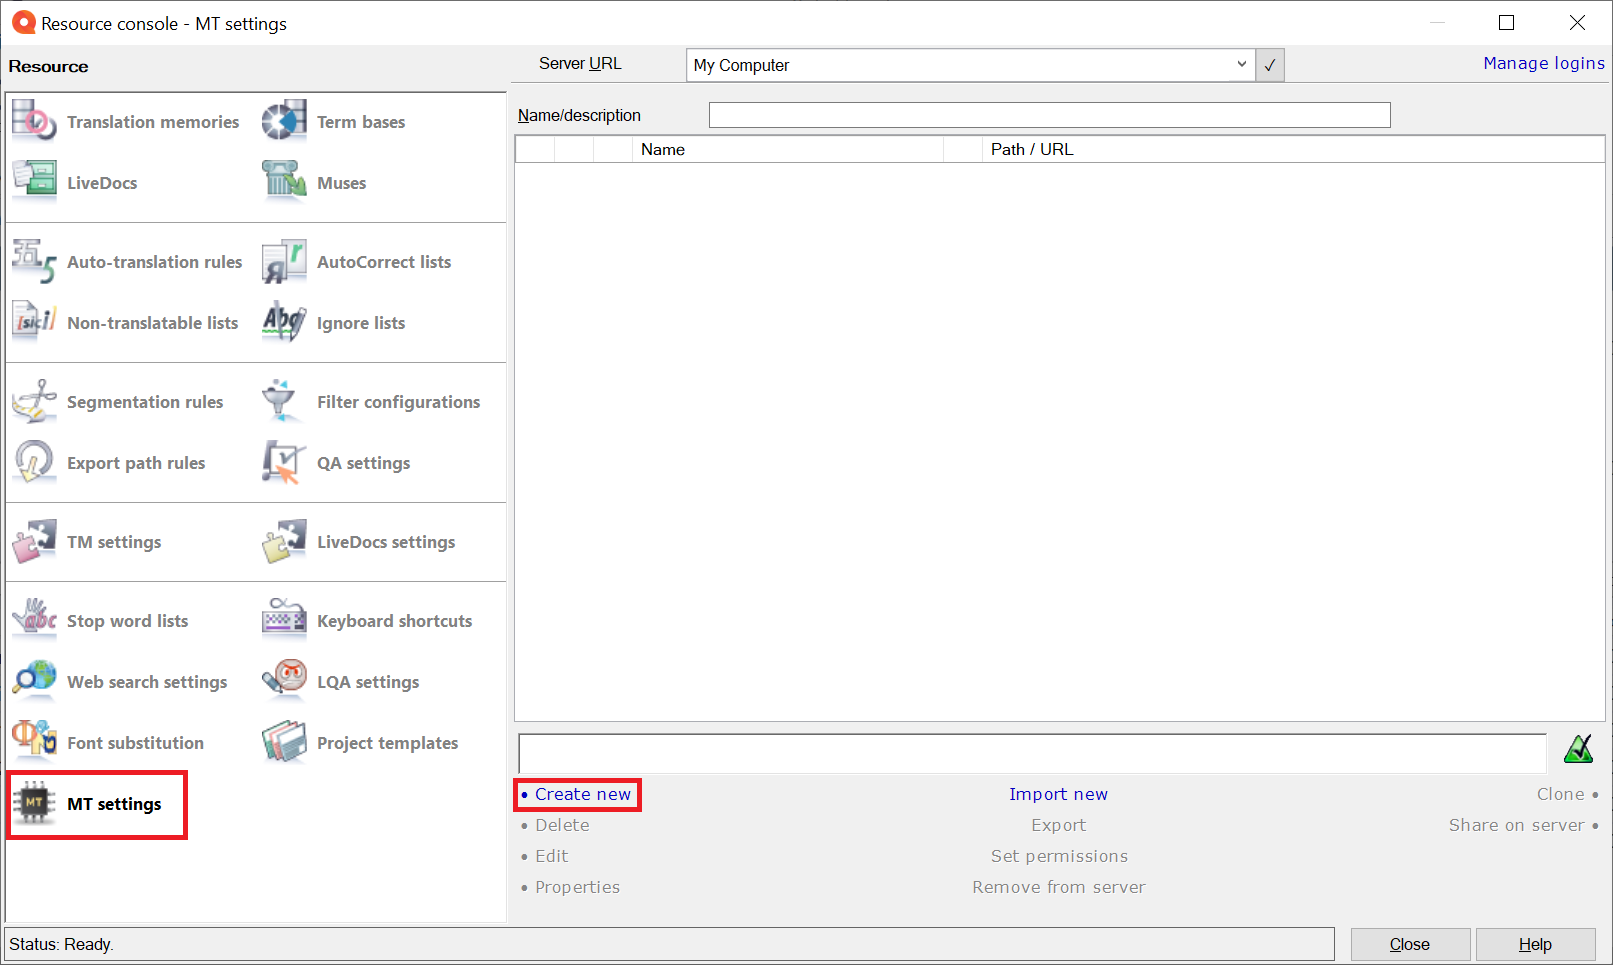 Resource console - MT settings
Resource
Server URL
My Computer
Manage logins
Translation memories
Term bases
LiveDocs
Muses
Auto-translation rules
AutoCorrect lists
Non-translatable lists
Ignore lists
Segmentation rules
Filter configurations
Export path rules
QA settings
TM settings
LiveDocs settings
Stop word lists
Keyboard shortcuts
Web search settings
LQA settings
Font substitution
Project templates
MT
MT settings
Name/description
Name
Path / URL
• Create new
Import new
Clone •
• Delete
Export
Share on server •
• Edit
Set permissions
• Properties
Remove from server
Status: Ready.
Close
Help